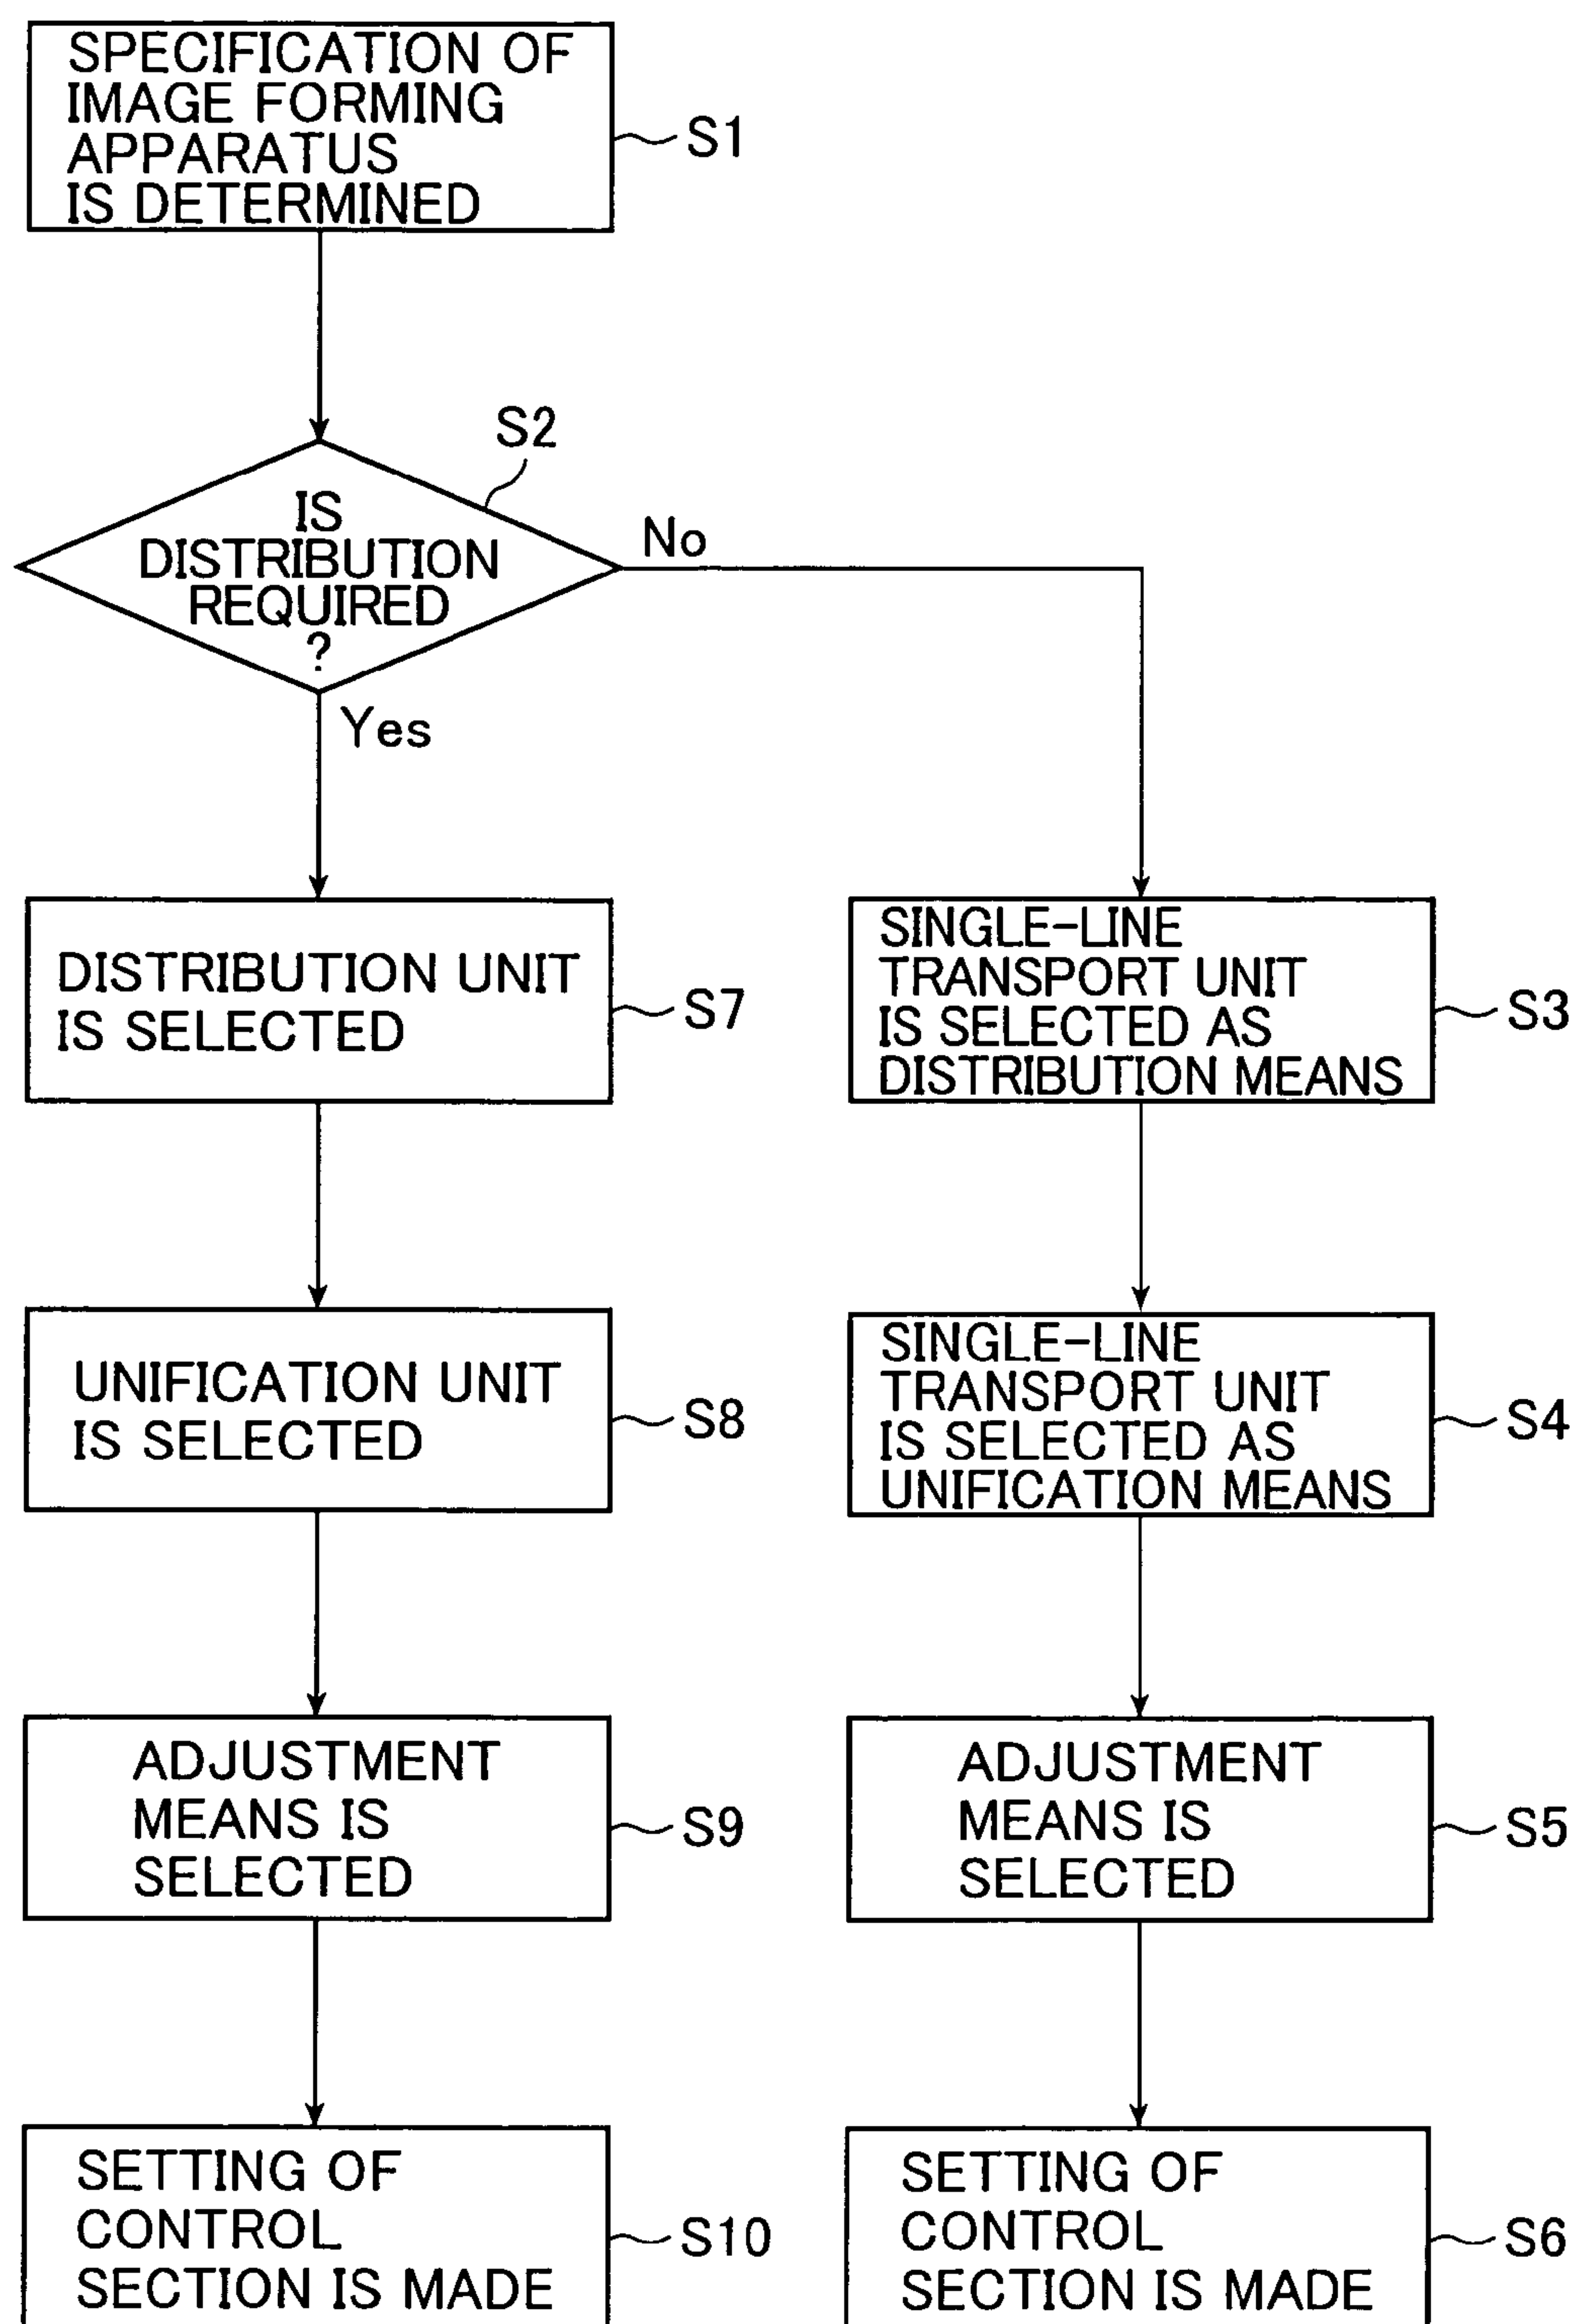 SPECIFICATION OF
IMAGE FORMING
APPARATUS
IS DETERMINED
S1
S2
IS
DISTRIBUTION
REQUIRED
?
No
Yes
DISTRIBUTION UNIT
IS SELECTED
S7
SINGLE-LINE
TRANSPORT UNIT
IS SELECTED AS
DISTRIBUTION MEANS
S3
UNIFICATION UNIT
IS SELECTED
S8
SINGLE-LINE
TRANSPORT UNIT
IS SELECTED AS
UNIFICATION MEANS
S4
ADJUSTMENT
MEANS IS
SELECTED
S9
ADJUSTMENT
MEANS IS
SELECTED
S5
SETTING OF
CONTROL
SECTION IS MADE
S10
SETTING OF
CONTROL
SECTION IS MADE
S6